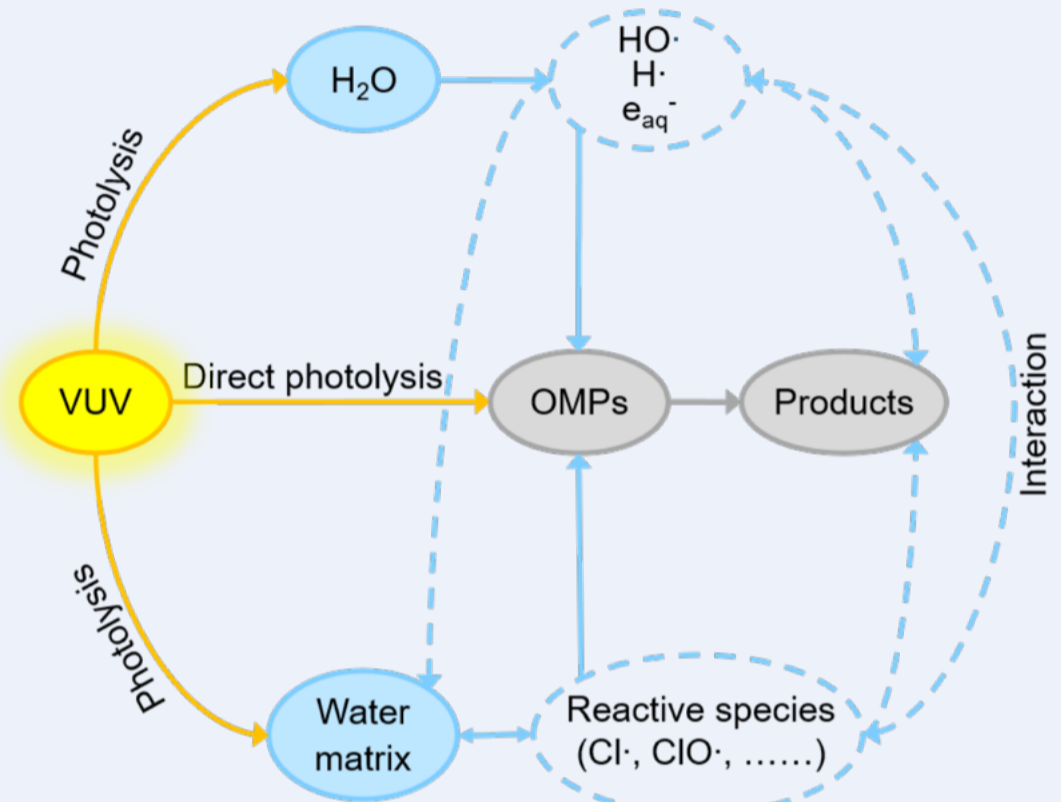 H₂O
HO·
H·
eₐq⁻
Photolysis
VUV
Direct photolysis
OMPs
Products
Interaction
Photolysis
Water
matrix
Reactive species
(Cl·, ClO·, ......)